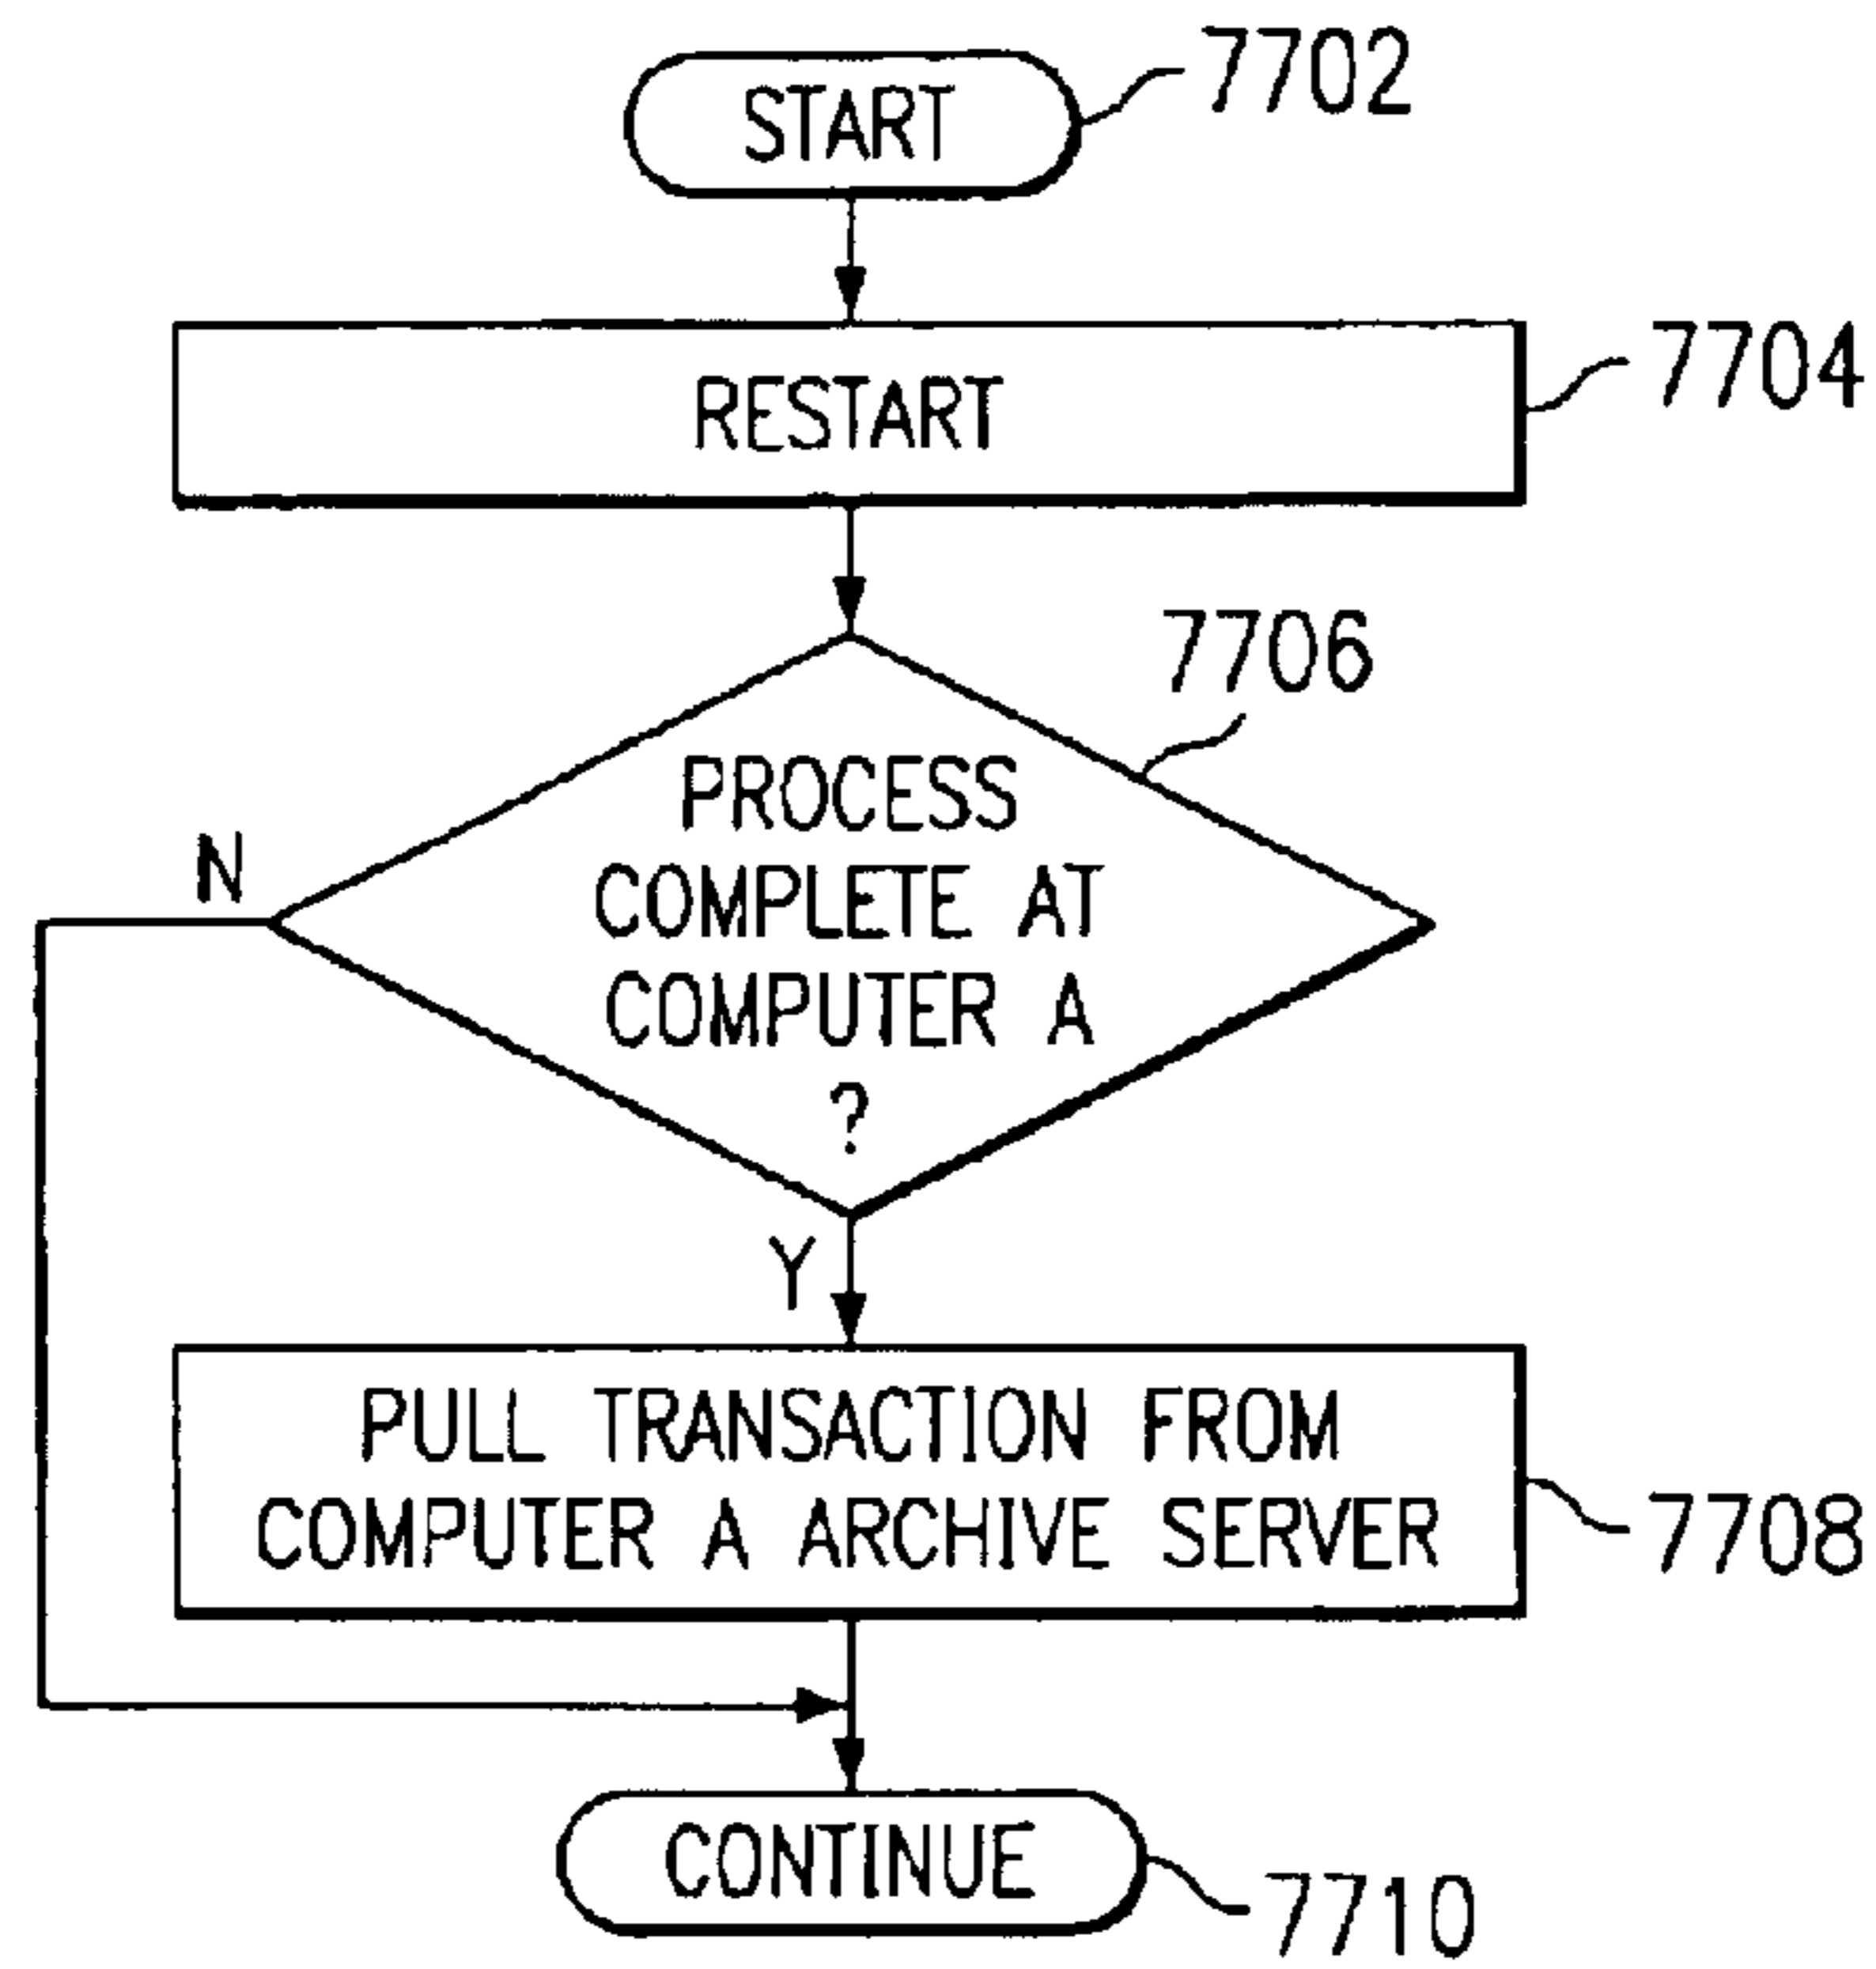 START
7702
RESTART
7704
7706
PROCESS
COMPLETE AT
COMPUTER A
?
N
Y
PULL TRANSACTION FROM
COMPUTER A ARCHIVE SERVER
7708
CONTINUE
7710